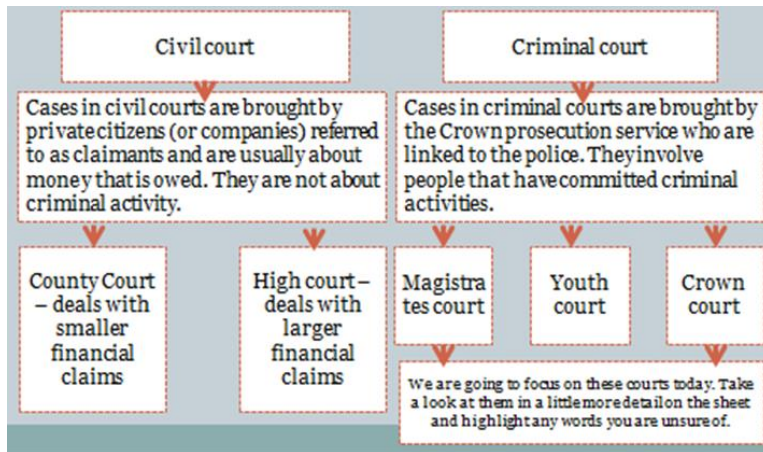 Civil court
Criminal court
Cases in civil courts are brought by
private citizens (or companies) referred
to as claimants and are usually about
money that is owed. They are not about
criminal activity.
Cases in criminal courts are brought by
the Crown prosecution service who are
linked to the police. They involve
people that have committed criminal
activities.
County Court
– deals with
smaller
financial
claims
High court –
deals with
larger
financial
claims
Magistra
tes court
Youth
court
Crown
court
We are going to focus on these courts today. Take
a look at them in a little more detail on the sheet
and highlight any words you are unsure of.